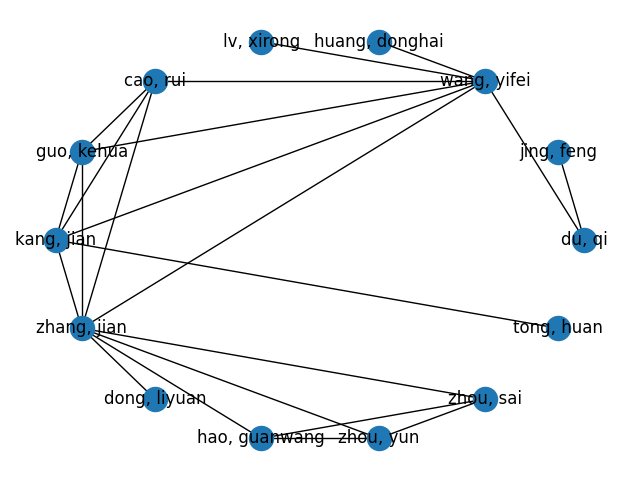 lv, xirong
huang, donghai
cao, rui
wang, yifei
guo, kehua
jing, feng
kang, jian
du, qi
zhang, jian
tong, huan
dong, liyuan
zhou, sai
hao, guanwang
zhou, yun